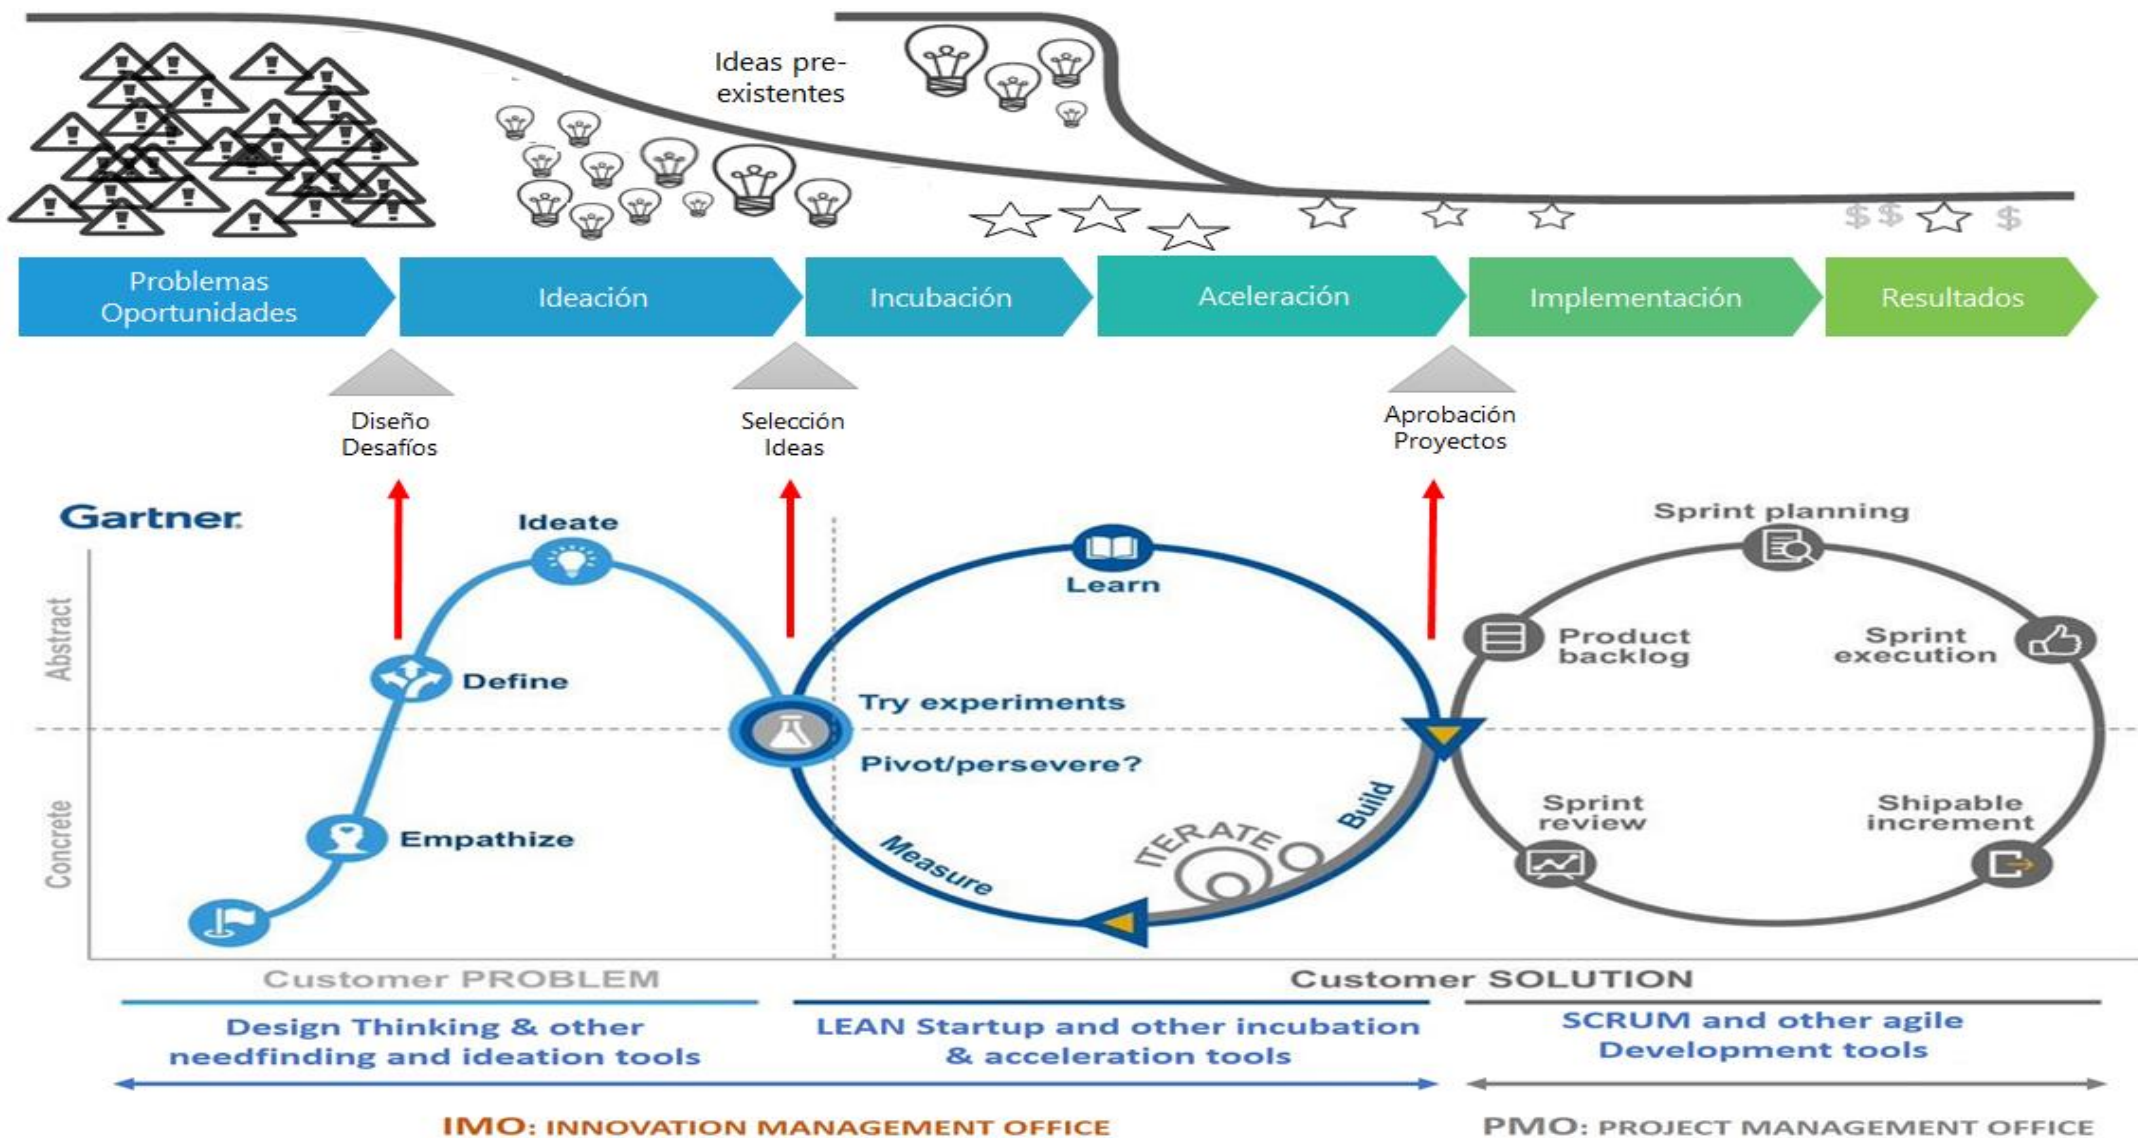 Ideas pre-
existentes
Problemas
Oportunidades
Ideación
Incubación
Aceleración
Implementación
Resultados
Diseño
Desafíos
Selección
Ideas
Aprobación
Proyectos
Gartner
Abstract
Concrete
Ideate
Define
Empathize
Learn
Try experiments
Pivot/persevere?
Measure
ITERATE
Build
Sprint planning
Product
backlog
Sprint
execution
Sprint
review
Shipable
increment
Customer PROBLEM
Customer SOLUTION
Design Thinking & other
needfinding and ideation tools
LEAN Startup and other incubation
& acceleration tools
SCRUM and other agile
Development tools
IMO: INNOVATION MANAGEMENT OFFICE
PMO: PROJECT MANAGEMENT OFFICE